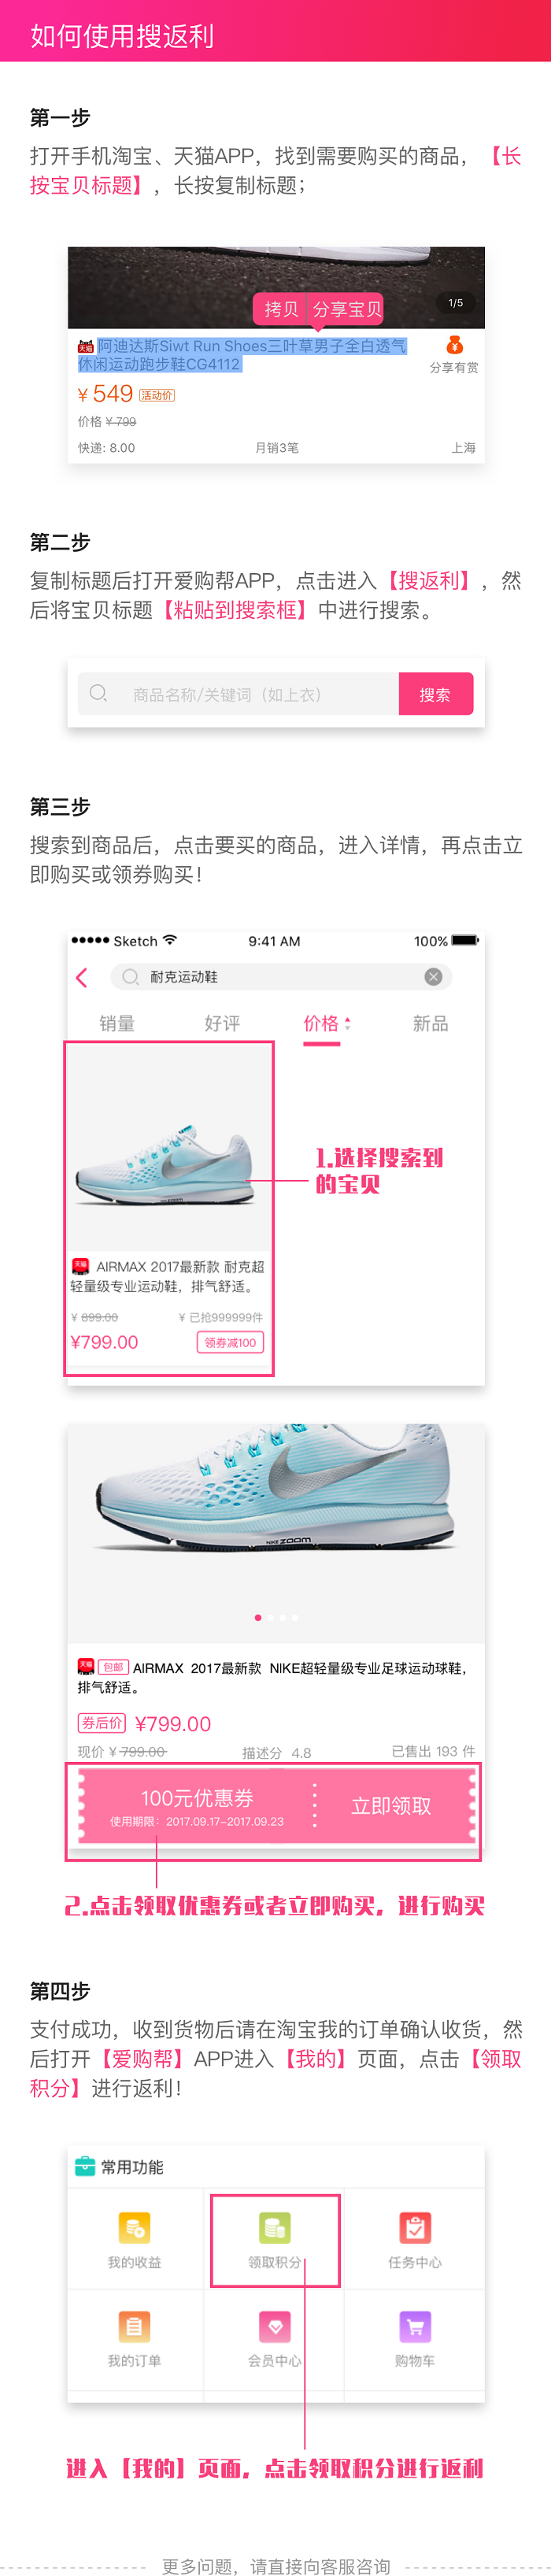 如何使用搜返利
第一步
打开手机淘宝、天猫APP，找到需要购买的商品，【长
按宝贝标题】，长按复制标题；
拷贝 分享宝贝
1/5
天猫 阿迪达斯Siwt Run Shoes三叶草男子全白透气
休闲运动跑步鞋CG4112
分享有赏
¥ 549 活动价
价格 ¥ 799
快递: 8.00 月销3笔 上海
第二步
复制标题后打开爱购帮APP，点击进入【搜返利】，然
后将宝贝标题【粘贴到搜索框】中进行搜索。
商品名称/关键词（如上衣） 搜索
第三步
搜索到商品后，点击要买的商品，进入详情，再点击立
即购买或领券购买！
Sketch 9:41 AM 100%
耐克运动鞋
销量 好评 价格 新品
1.选择搜索到
的宝贝
天猫 AIRMAX 2017最新款 耐克超
轻量级专业运动鞋，排气舒适。
¥ 899.00 ¥ 已抢999999件
¥799.00 领券减100
NIKE ZOOM
天猫 包邮 AIRMAX 2017最新款 NIKE超轻量级专业足球运动球鞋，
排气舒适。
券后价 ¥799.00
现价 ¥ 799.00 描述分 4.8 已售出 193 件
100元优惠券 立即领取
使用期限：2017.09.17-2017.09.23
2.点击领取优惠券或者立即购买，进行购买
第四步
支付成功，收到货物后请在淘宝我的订单确认收货，然
后打开【爱购帮】APP进入【我的】页面，点击【领取
积分】进行返利！
常用功能
我的收益 领取积分 任务中心
我的订单 会员中心 购物车
进入【我的】页面，点击领取积分进行返利
更多问题，请直接向客服咨询